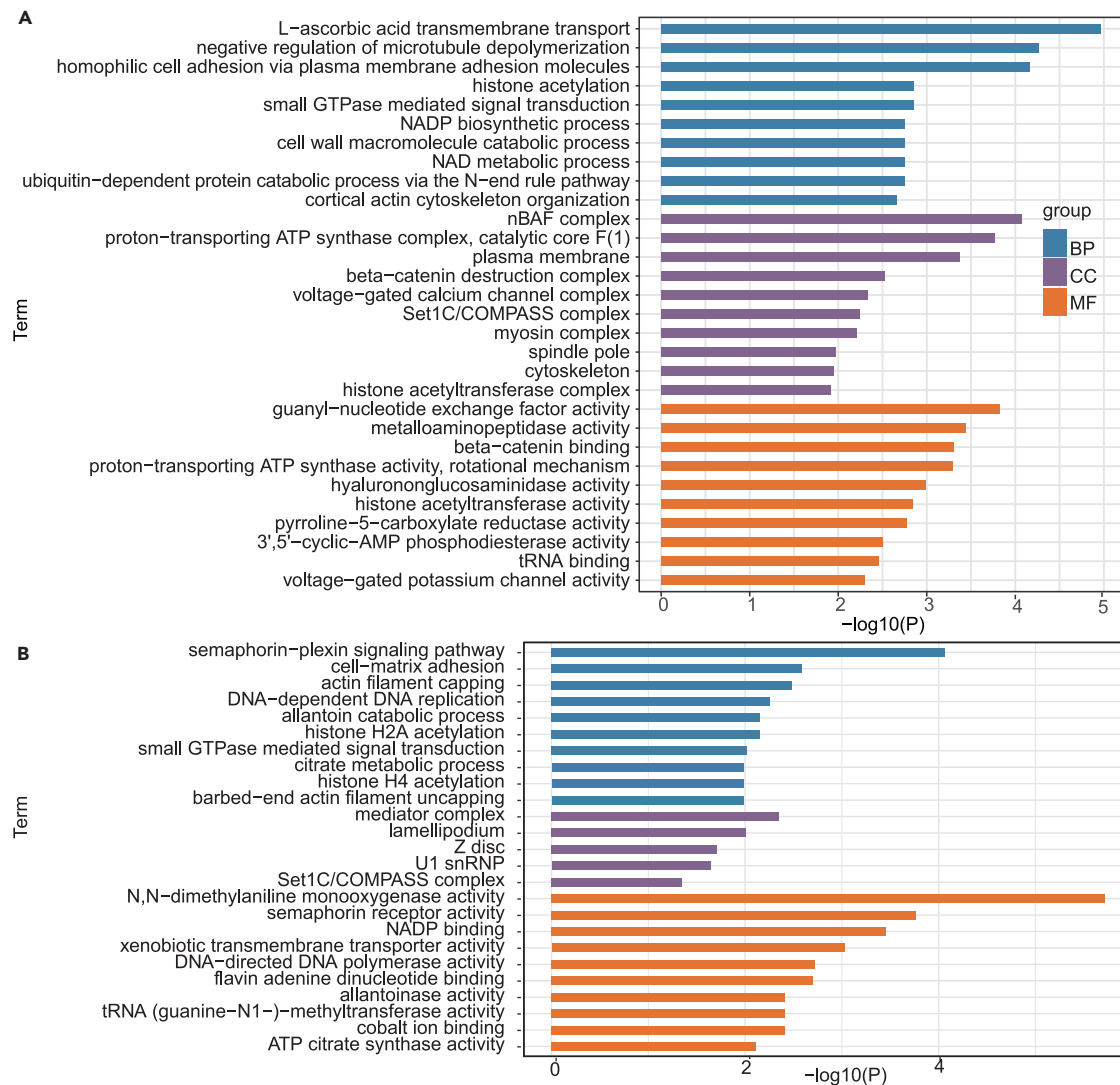 A
L−ascorbic acid transmembrane transport
negative regulation of microtubule depolymerization
homophilic cell adhesion via plasma membrane adhesion molecules
histone acetylation
small GTPase mediated signal transduction
NADP biosynthetic process
cell wall macromolecule catabolic process
NAD metabolic process
ubiquitin−dependent protein catabolic process via the N−end rule pathway
cortical actin cytoskeleton organization
nBAF complex
proton−transporting ATP synthase complex, catalytic core F(1)
plasma membrane
beta−catenin destruction complex
voltage−gated calcium channel complex
Set1C/COMPASS complex
myosin complex
spindle pole
cytoskeleton
histone acetyltransferase complex
guanyl−nucleotide exchange factor activity
metalloaminopeptidase activity
beta−catenin binding
proton−transporting ATP synthase activity, rotational mechanism
hyalurononglucosaminidase activity
histone acetyltransferase activity
pyrroline−5−carboxylate reductase activity
3',5'−cyclic−AMP phosphodiesterase activity
tRNA binding
voltage−gated potassium channel activity
Term
group
BP
CC
MF
0 1 2 3 4 5
−log10(P)
B
semaphorin−plexin signaling pathway
cell−matrix adhesion
actin filament capping
DNA−dependent DNA replication
allantoin catabolic process
histone H2A acetylation
small GTPase mediated signal transduction
citrate metabolic process
histone H4 acetylation
barbed−end actin filament uncapping
mediator complex
lamellipodium
Z disc
U1 snRNP
Set1C/COMPASS complex
N,N−dimethylaniline monooxygenase activity
semaphorin receptor activity
NADP binding
xenobiotic transmembrane transporter activity
DNA−directed DNA polymerase activity
flavin adenine dinucleotide binding
allantoinase activity
tRNA (guanine−N1−)−methyltransferase activity
cobalt ion binding
ATP citrate synthase activity
Term
0 2 4
−log10(P)